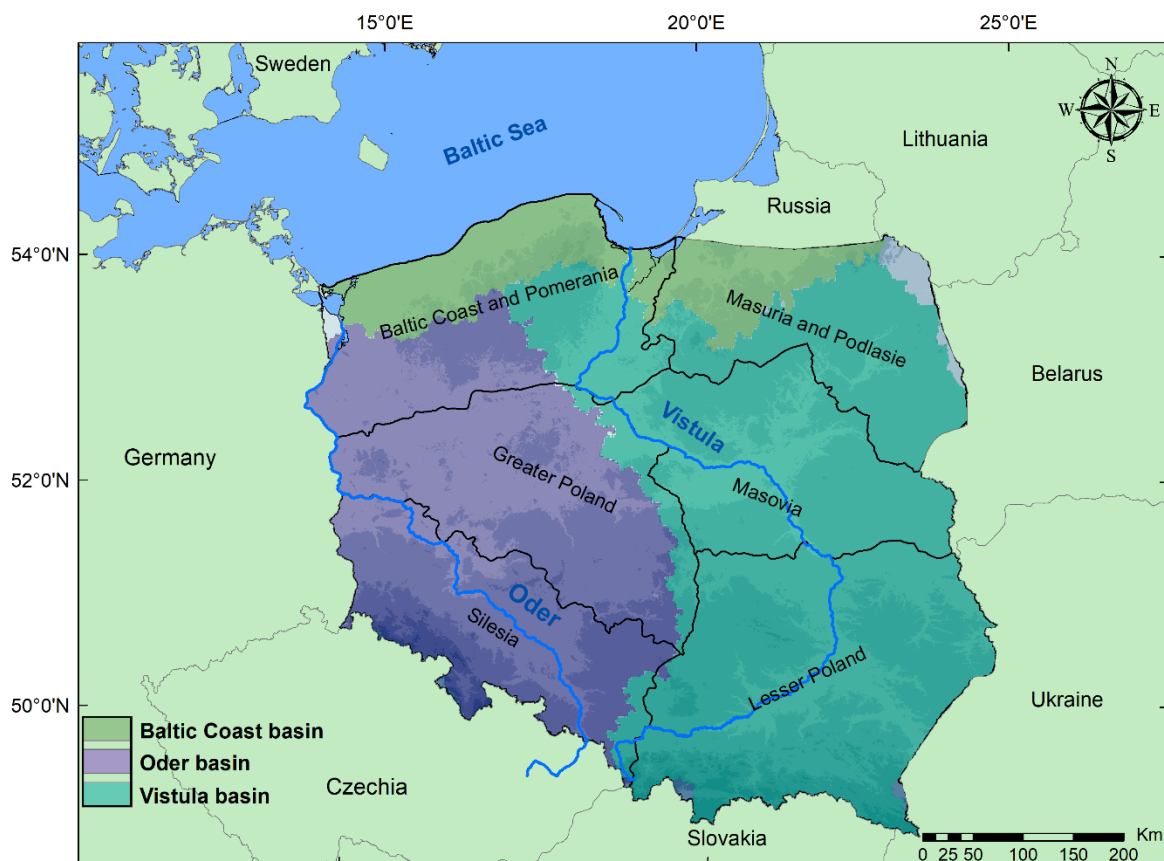 15°0'E
20°0'E
25°0'E
Sweden
N
W
E
S
Baltic Sea
Lithuania
Russia
54°0'N
Baltic Coast and Pomerania
Masuria and Podlasie
Belarus
Vistula
Germany
Greater Poland
52°0'N
Masovia
Oder
Silesia
Lesser Poland
50°0'N
Ukraine
Baltic Coast basin
Oder basin
Vistula basin
Czechia
Slovakia
Km
0 25 50 100 150 200